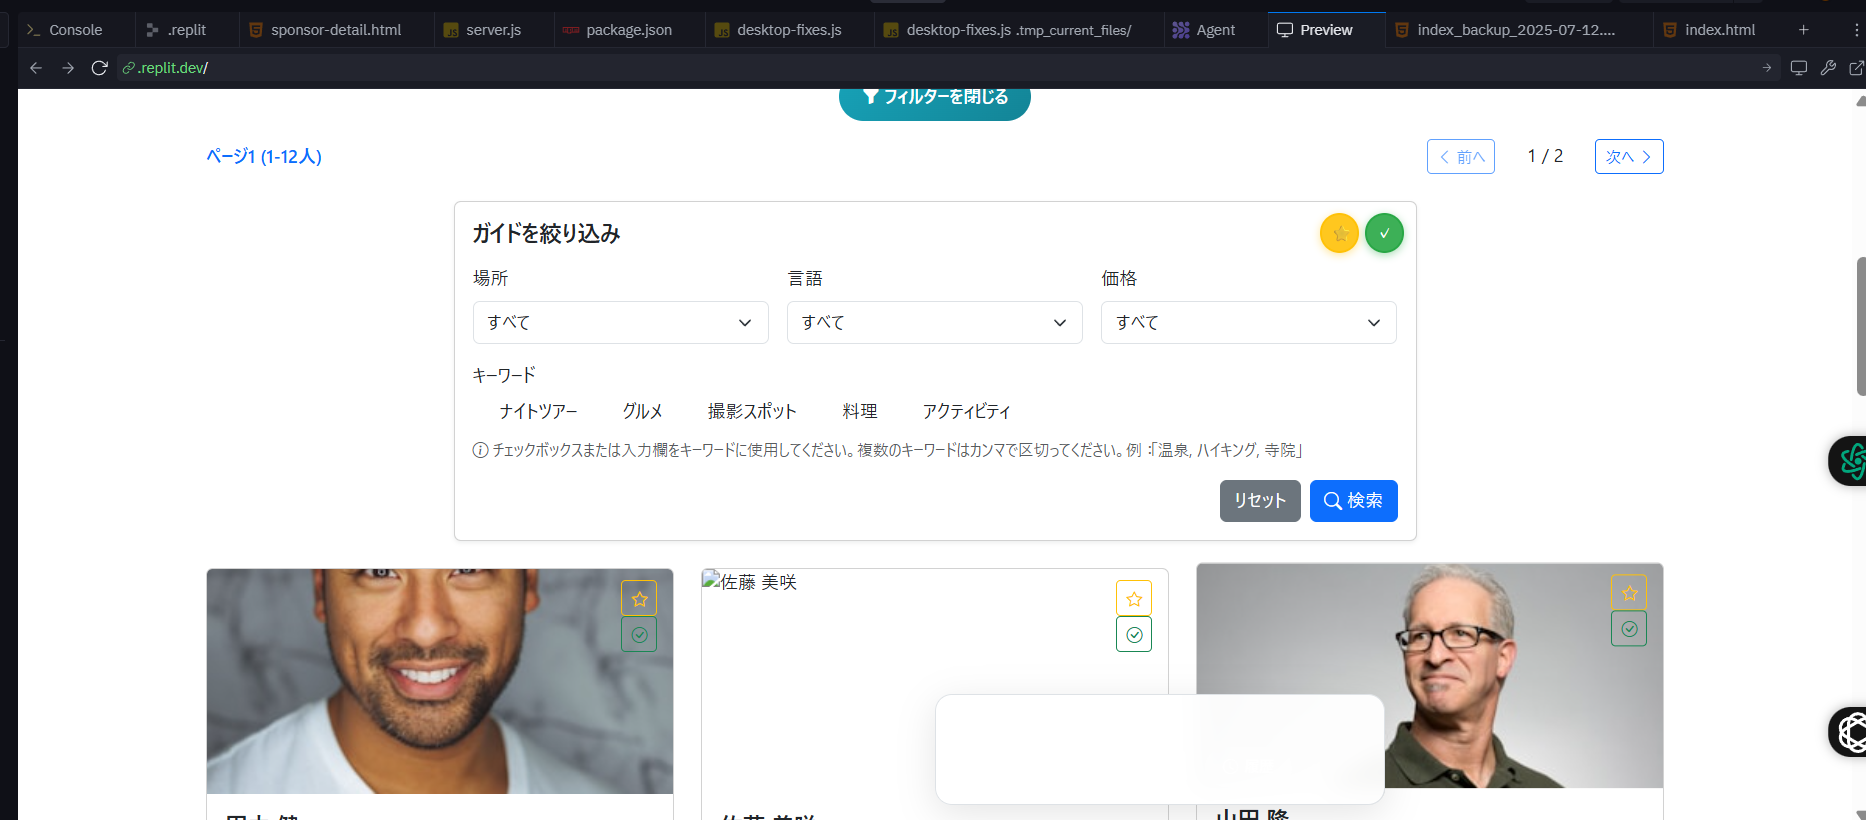 Console
.replit
sponsor-detail.html
server.js
package.json
desktop-fixes.js
desktop-fixes.js .tmp_current_files/
Agent
Preview
index_backup_2025-07-12....
index.html
.replit.dev/
フィルターを閉じる
ページ1 (1-12人)
前へ
1 / 2
次へ
ガイドを絞り込み
場所
言語
価格
すべて
すべて
すべて
キーワード
ナイトツアー
グルメ
撮影スポット
料理
アクティビティ
チェックボックスまたは入力欄をキーワードに使用してください。複数のキーワードはカンマで区切ってください。例：「温泉, ハイキング, 寺院」
リセット
検索
佐藤 美咲
佐藤 美咲
山田 隆